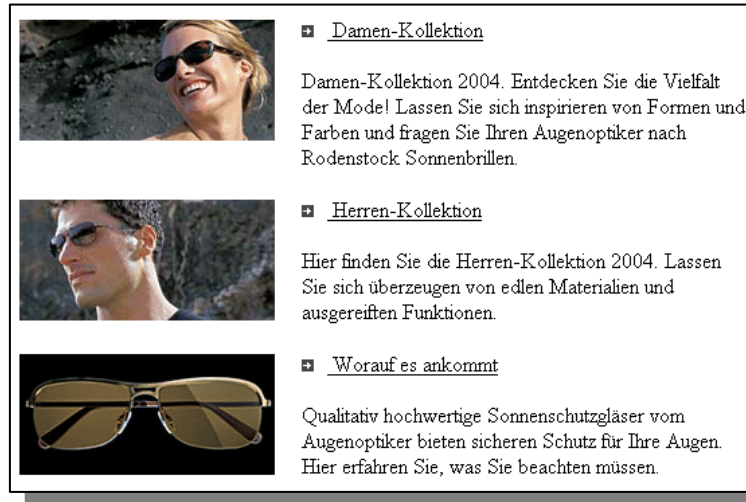 Damen-Kollektion
Damen-Kollektion 2004. Entdecken Sie die Vielfalt
der Mode! Lassen Sie sich inspirieren von Formen und
Farben und fragen Sie Ihren Augenoptiker nach
Rodenstock Sonnenbrillen.
Herren-Kollektion
Hier finden Sie die Herren-Kollektion 2004. Lassen
Sie sich überzeugen von edlen Materialien und
ausgereiften Funktionen.
Worauf es ankommt
Qualitativ hochwertige Sonnenschutzgläser vom
Augenoptiker bieten sicheren Schutz für Ihre Augen.
Hier erfahren Sie, was Sie beachten müssen.